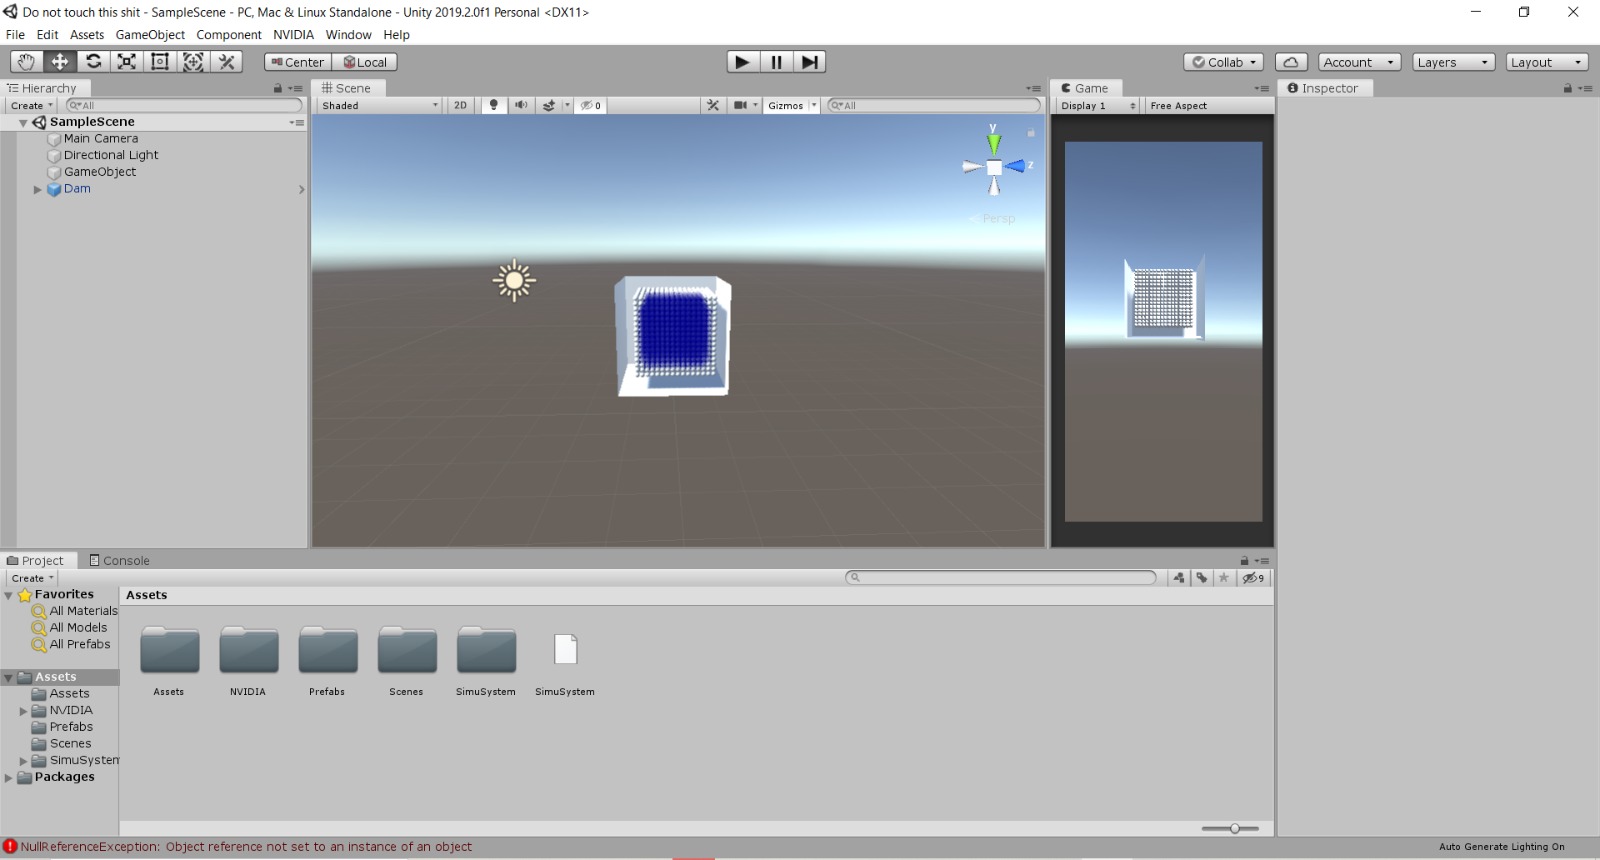 Do not touch this shit - SampleScene - PC, Mac & Linux Standalone - Unity 2019.2.0f1 Personal <DX11>
File Edit Assets GameObject Component NVIDIA Window Help
Center Local Collab Account Layers Layout
Hierarchy
Create All
SampleScene
Main Camera
Directional Light
GameObject
Dam
Scene
Shaded 2D 0 Gizmos All
y
z
Persp
Game
Display 1 Free Aspect
Inspector
Project Console
Create 9
Favorites
All Materials
All Models
All Prefabs
Assets
Assets
NVIDIA
Prefabs
Scenes
SimuSystem
Packages
Assets
Assets NVIDIA Prefabs Scenes SimuSystem SimuSystem
NullReferenceException: Object reference not set to an instance of an object
Auto Generate Lighting On